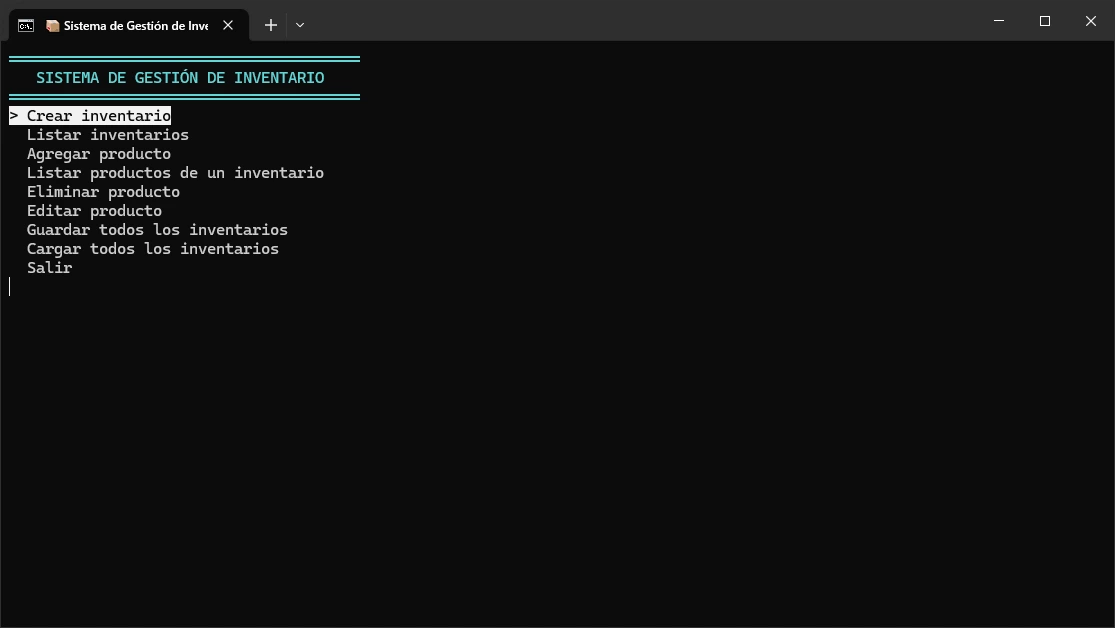 Sistema de Gestión de Inve
SISTEMA DE GESTIÓN DE INVENTARIO
> Crear inventario
Listar inventarios
Agregar producto
Listar productos de un inventario
Eliminar producto
Editar producto
Guardar todos los inventarios
Cargar todos los inventarios
Salir